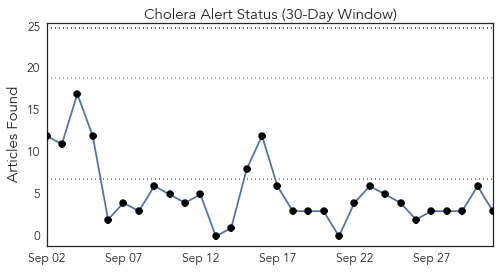 Cholera Alert Status (30-Day Window)
Articles Found
25
20
15
10
5
0
Sep 02 Sep 07 Sep 12 Sep 17 Sep 22 Sep 27